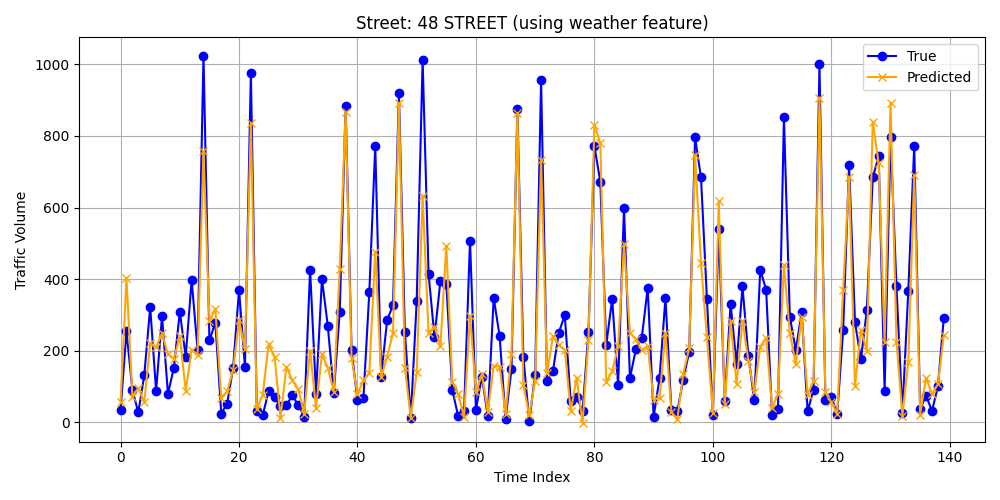 Street: 48 STREET (using weather feature)
True
Predicted
Traffic Volume
1000
800
600
400
200
0
0 20 40 60 80 100 120 140
Time Index